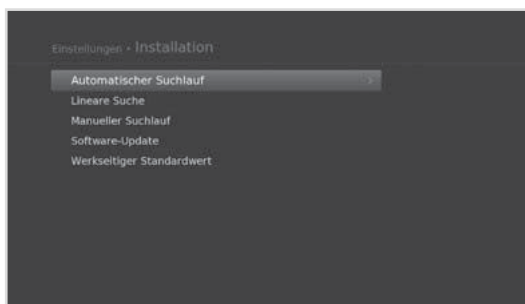 Einstellungen • Installation
Automatischer Suchlauf
Lineare Suche
Manueller Suchlauf
Software-Update
Werkseitiger Standardwert